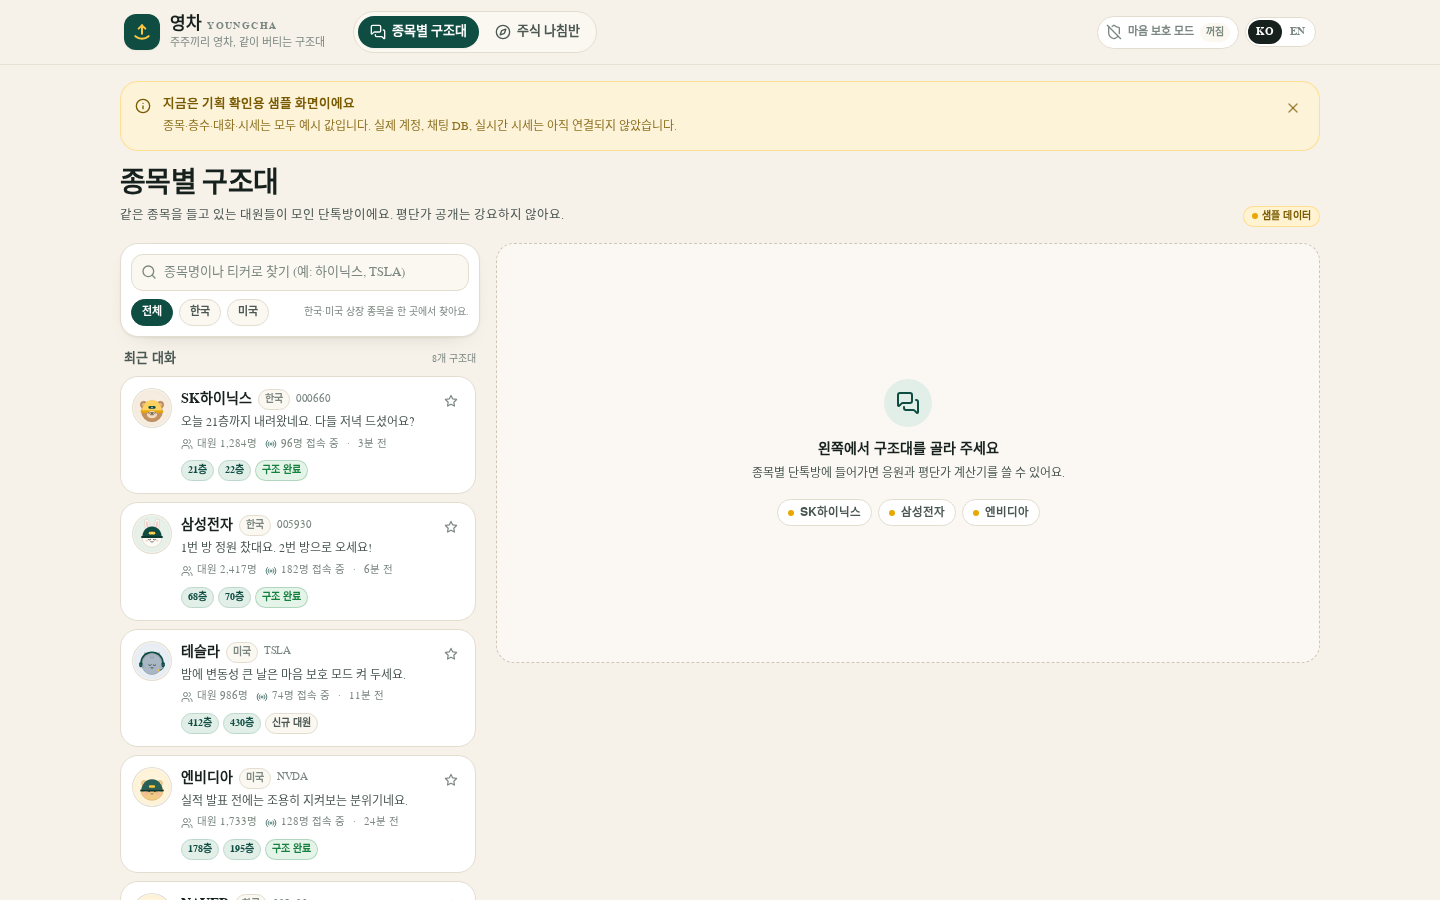 영차 YOUNGCHA
주주끼리 영차, 같이 버티는 구조대
종목별 구조대
주식 나침반
마음 보호 모드 꺼짐
KO EN
지금은 기획 확인용 샘플 화면이에요
종목·층수·대화·시세는 모두 예시 값입니다. 실제 계정, 채팅 DB, 실시간 시세는 아직 연결되지 않았습니다.
종목별 구조대
같은 종목을 들고 있는 대원들이 모인 단톡방이에요. 평단가 공개는 강요하지 않아요.
샘플 데이터
종목명이나 티커로 찾기 (예: 하이닉스, TSLA)
전체 한국 미국 한국·미국 상장 종목을 한 곳에서 찾아요.
최근 대화 8개 구조대
SK하이닉스 한국 000660
오늘 21층까지 내려왔네요. 다들 저녁 드셨어요?
대원 1,284명 96명 접속 중 · 3분 전
21층 22층 구조 완료
삼성전자 한국 005930
1번 방 정원 찼대요. 2번 방으로 오세요!
대원 2,417명 182명 접속 중 · 6분 전
68층 70층 구조 완료
테슬라 미국 TSLA
밤에 변동성 큰 날은 마음 보호 모드 켜 두세요.
대원 986명 74명 접속 중 · 11분 전
412층 430층 신규 대원
엔비디아 미국 NVDA
실적 발표 전에는 조용히 지켜보는 분위기네요.
대원 1,733명 128명 접속 중 · 24분 전
178층 195층 구조 완료
왼쪽에서 구조대를 골라 주세요
종목별 단톡방에 들어가면 응원과 평단가 계산기를 쓸 수 있어요.
SK하이닉스 삼성전자 엔비디아